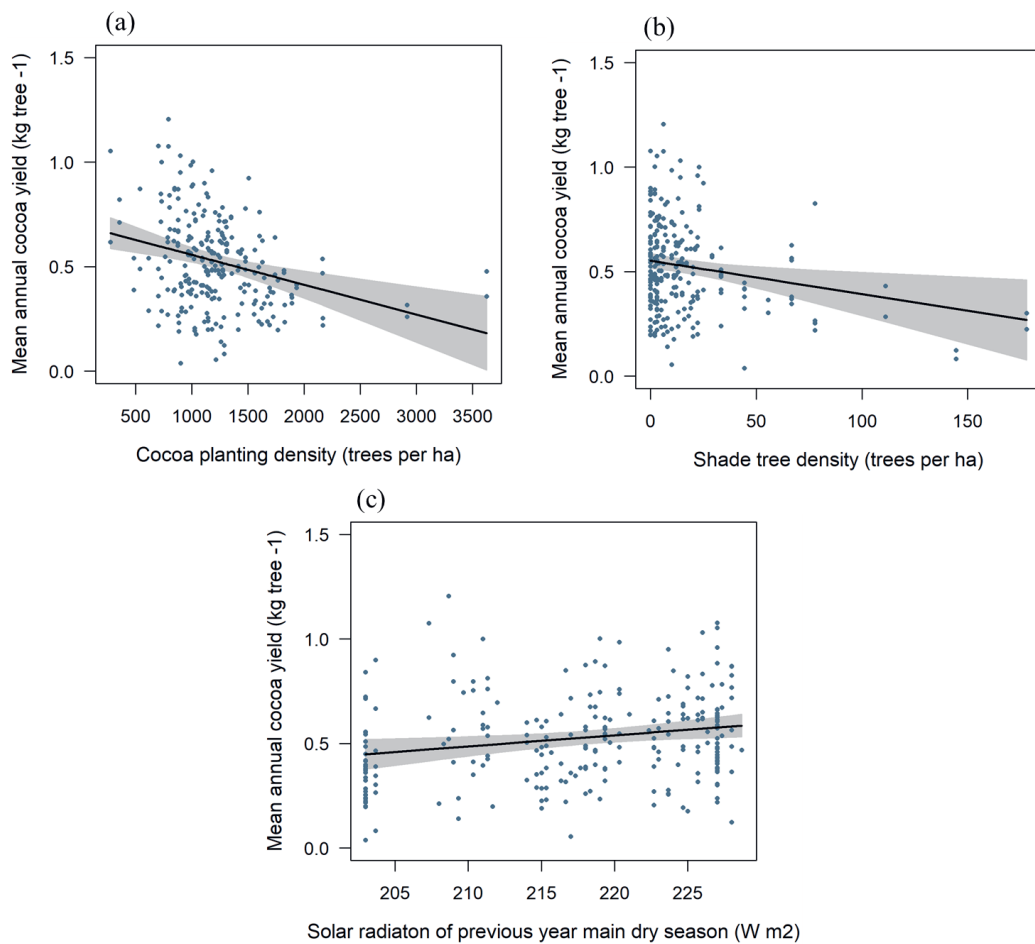 (a)
Mean annual cocoa yield (kg tree -1)
1.5
1.0
0.5
0.0
500 1000 1500 2000 2500 3000 3500
Cocoa planting density (trees per ha)
(b)
Mean annual cocoa yield (kg tree -1)
1.5
1.0
0.5
0.0
0 50 100 150
Shade tree density (trees per ha)
(c)
Mean annual cocoa yield (kg tree -1)
1.5
1.0
0.5
0.0
205 210 215 220 225
Solar radiaton of previous year main dry season (W m2)